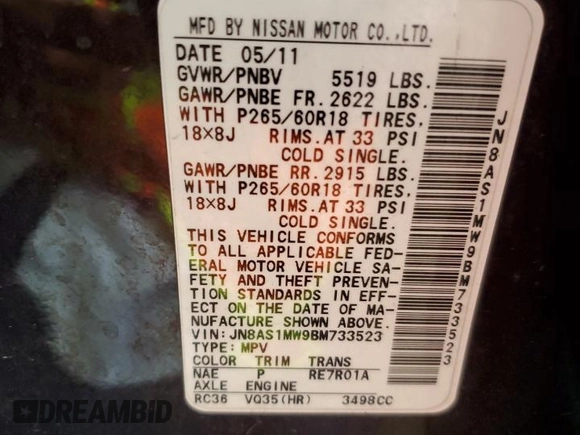 MFD BY NISSAN MOTOR CO.,LTD.
DATE 05/11
GVWR/PNBV 5519 LBS.
GAWR/PNBE FR. 2622 LBS.
WITH P265/60R18 TIRES,
18X8J RIMS. AT 33 PSI
COLD SINGLE.
GAWR/PNBE RR. 2915 LBS.
WITH P265/60R18 TIRES,
18X8J RIMS. AT 33 PSI
COLD SINGLE.
THIS VEHICLE CONFORMS
TO ALL APPLICABLE FED-
ERAL MOTOR VEHICLE SA-
FETY AND THEFT PREVEN-
TION STANDARDS IN EFF-
ECT ON THE DATE OF MA-
NUFACTURE SHOWN ABOVE.
VIN: JN8AS1MW9BM733523
TYPE: MPV
COLOR TRIM TRANS
NAE P RE7R01A
AXLE ENGINE
RC36 VQ35(HR) 3498CC
JN8AS1MW9BM733523
DREAMBID